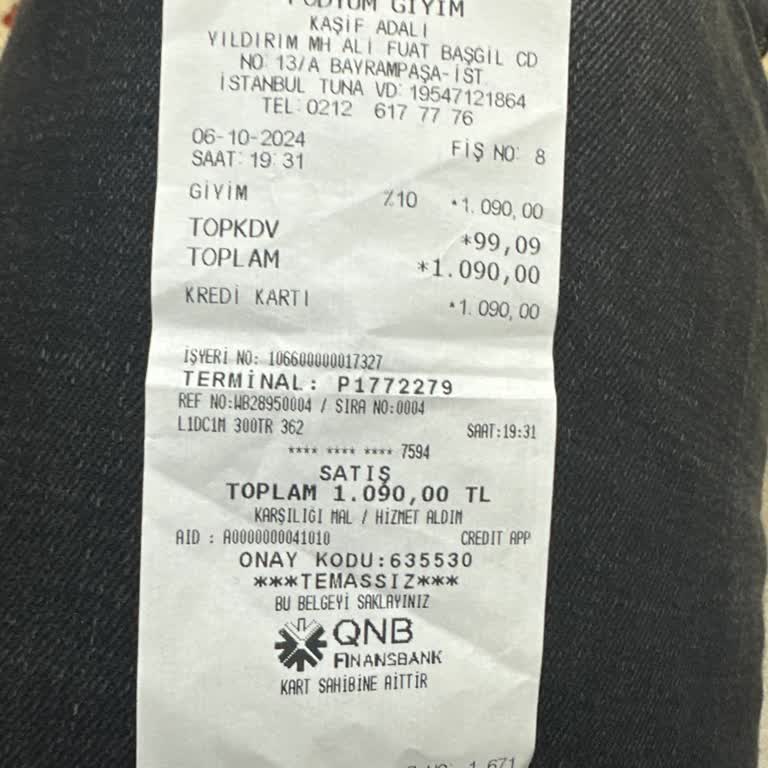 PODYUM GİYİM
KAŞİF ADALI
YILDIRIM MH ALİ FUAT BAŞGİL CD
NO: 13/A BAYRAMPAŞA-İST.
İSTANBUL TUNA VD: 19547121864
TEL:0212 617 77 76
06-10-2024
SAAT: 19:31 FİŞ NO: 8
GİYİM %10 *1.090,00
TOPKDV *99,09
TOPLAM *1.090,00
KREDİ KARTI *1.090,00
İŞYERİ NO: 106600000017327
TERMİNAL: P1772279
REF NO:WB28950004 / SIRA NO:0004
L1DC1M 300TR 362 SAAT:19:31
**** **** **** 7594
SATIŞ
TOPLAM 1.090,00 TL
KARŞILIĞI MAL / HİZMET ALDIM
AID : A0000000041010 CREDIT APP
ONAY KODU:635530
***TEMASSIZ***
BU BELGEYİ SAKLAYINIZ
QNB
FİNANSBANK
KART SAHİBİNE AİTTİR
1.671